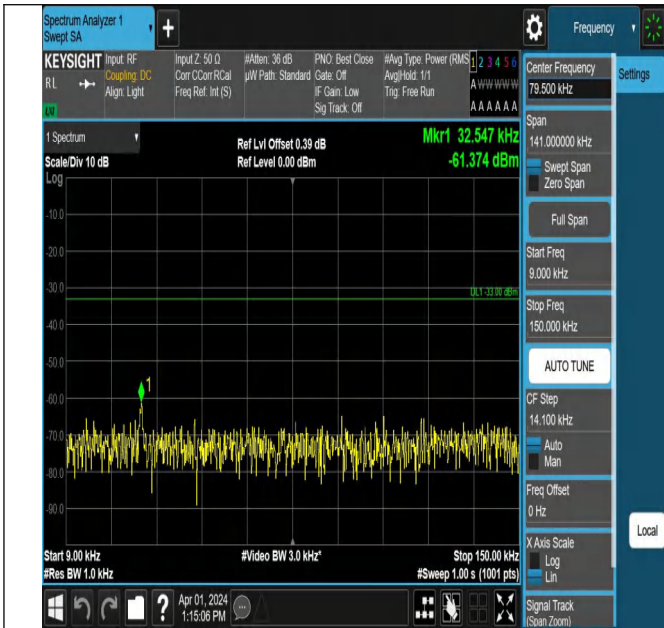 Spectrum Analyzer 1
Swept SA
Frequency
KEYSIGHT
RL
Input: RF
Coupling: DC
Align: Light
Input Z: 50 Ω
Corr CCorr RCal
Freq Ref: Int (S)
#Atten: 36 dB
µW Path: Standard
PNO: Best Close
Gate: Off
IF Gain: Low
Sig Track: Off
#Avg Type: Power (RMS
Avg|Hold: 1/1
Trig: Free Run
1 2 3 4 5 6
A W W W W W
A A A A A A
LXI
1 Spectrum
Scale/Div 10 dB
Log
Ref Lvl Offset 0.39 dB
Ref Level 0.00 dBm
Mkr1 32.547 kHz
-61.374 dBm
-10.0
-20.0
-30.0
DL1 -33.00 dBm
-40.0
-50.0
1
-60.0
-70.0
-80.0
-90.0
Start 9.00 kHz
#Video BW 3.0 kHz*
Stop 150.00 kHz
#Res BW 1.0 kHz
#Sweep 1.00 s (1001 pts)
?
Apr 01, 2024
1:15:06 PM
Center Frequency
79.500 kHz
Settings
Span
141.000000 kHz
Swept Span
Zero Span
Full Span
Start Freq
9.000 kHz
Stop Freq
150.000 kHz
AUTO TUNE
CF Step
14.100 kHz
Auto
Man
Freq Offset
0 Hz
Local
X Axis Scale
Log
Lin
Signal Track
(Span Zoom)